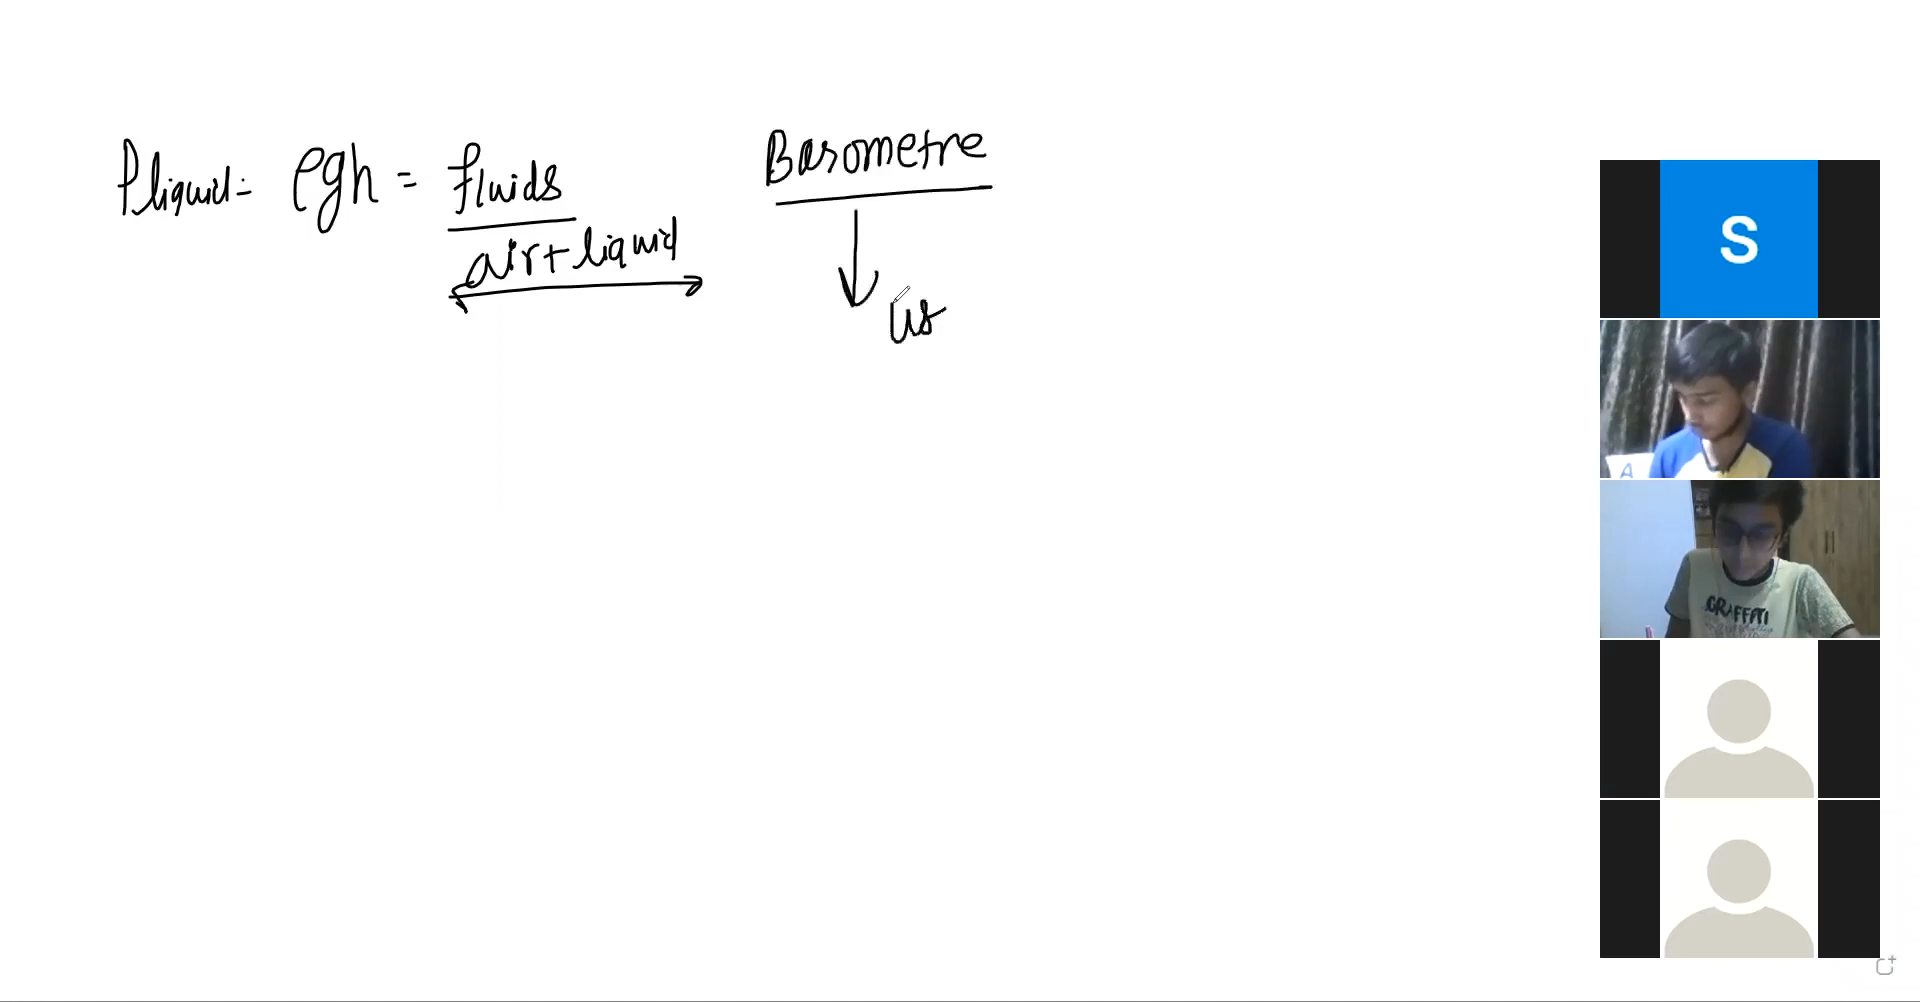 Pliquid = ρgh = fluids
air+liquid
Barometre
us
S
A
GRAFFITI